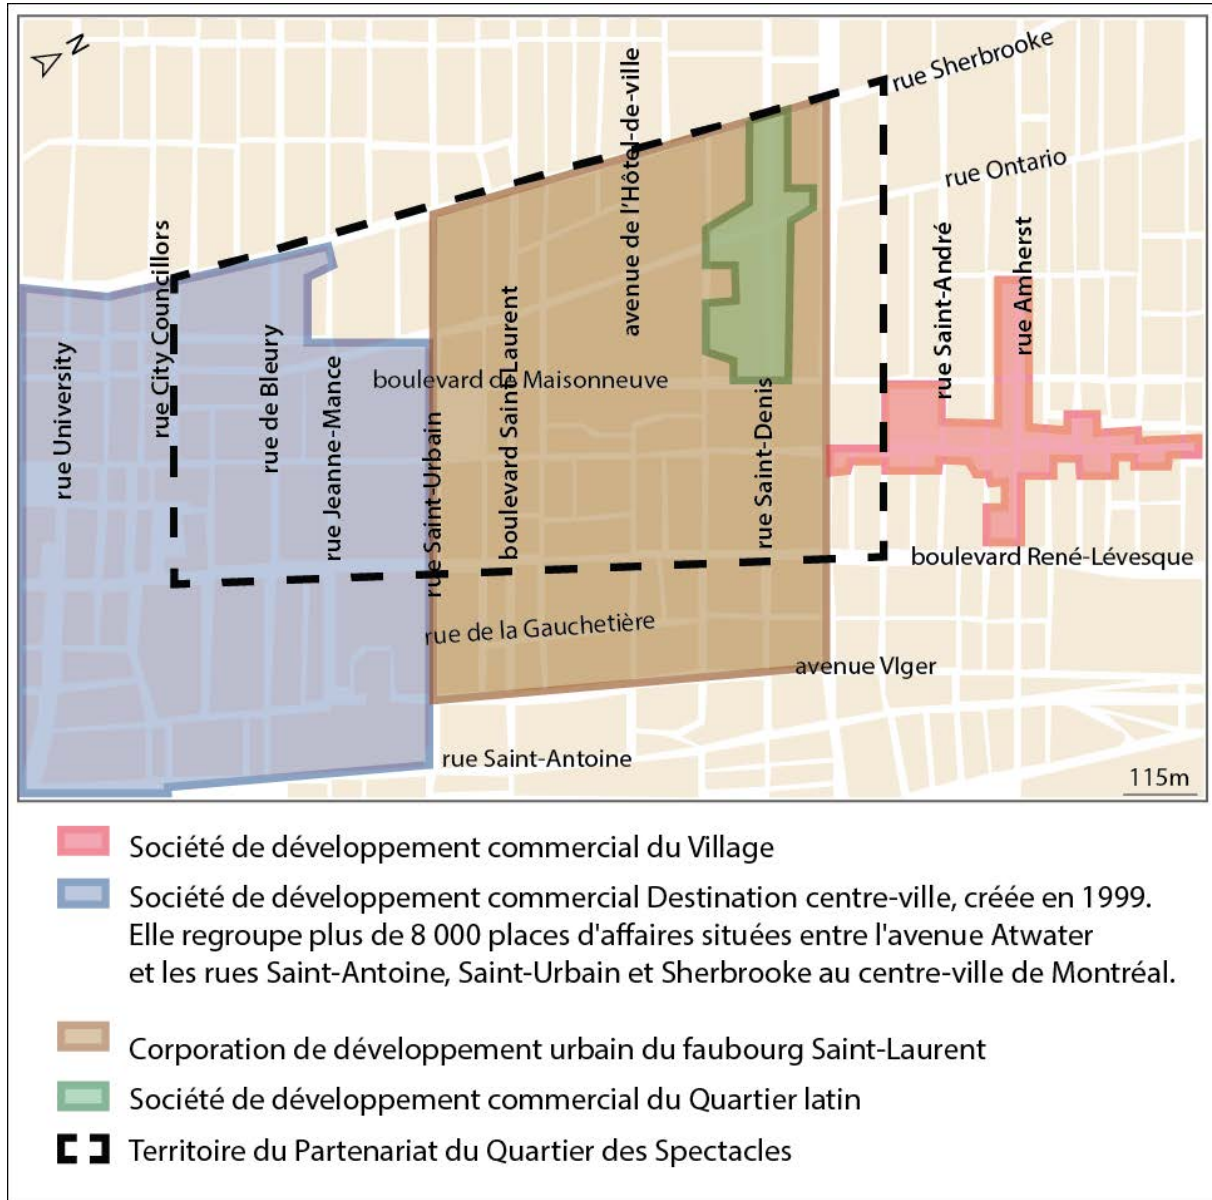 N
rue Sherbrooke
rue Ontario
avenue de l'Hôtel-de-ville
rue City Councillors
rue Saint-André
rue Amherst
rue University
rue de Bleury
rue Jeanne-Mance
boulevard de Maisonneuve
boulevard Saint-Laurent
rue Saint-Urbain
rue Saint-Denis
boulevard René-Lévesque
rue de la Gauchetière
avenue VIger
rue Saint-Antoine
115m
Société de développement commercial du Village
Société de développement commercial Destination centre-ville, créée en 1999.
Elle regroupe plus de 8 000 places d'affaires situées entre l'avenue Atwater
et les rues Saint-Antoine, Saint-Urbain et Sherbrooke au centre-ville de Montréal.
Corporation de développement urbain du faubourg Saint-Laurent
Société de développement commercial du Quartier latin
Territoire du Partenariat du Quartier des Spectacles